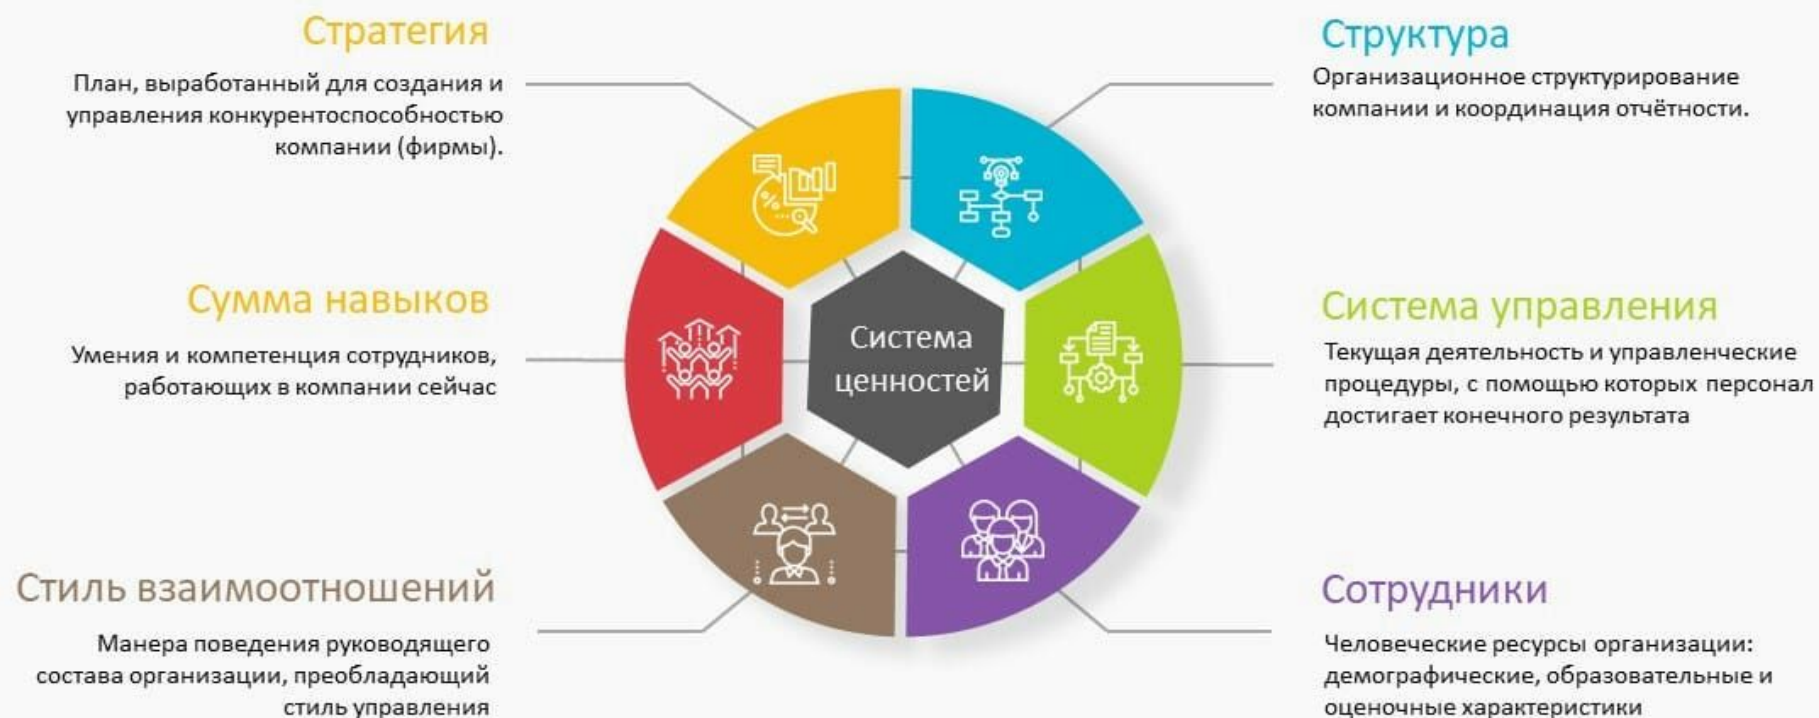 Стратегия
План, выработанный для создания и
управления конкурентоспособностью
компании (фирмы).
Структура
Организационное структурирование
компании и координация отчётности.
Сумма навыков
Умения и компетенция сотрудников,
работающих в компании сейчас
Система
ценностей
Система управления
Текущая деятельность и управленческие
процедуры, с помощью которых персонал
достигает конечного результата
Стиль взаимоотношений
Манера поведения руководящего
состава организации, преобладающий
стиль управления
Сотрудники
Человеческие ресурсы организации:
демографические, образовательные и
оценочные характеристики